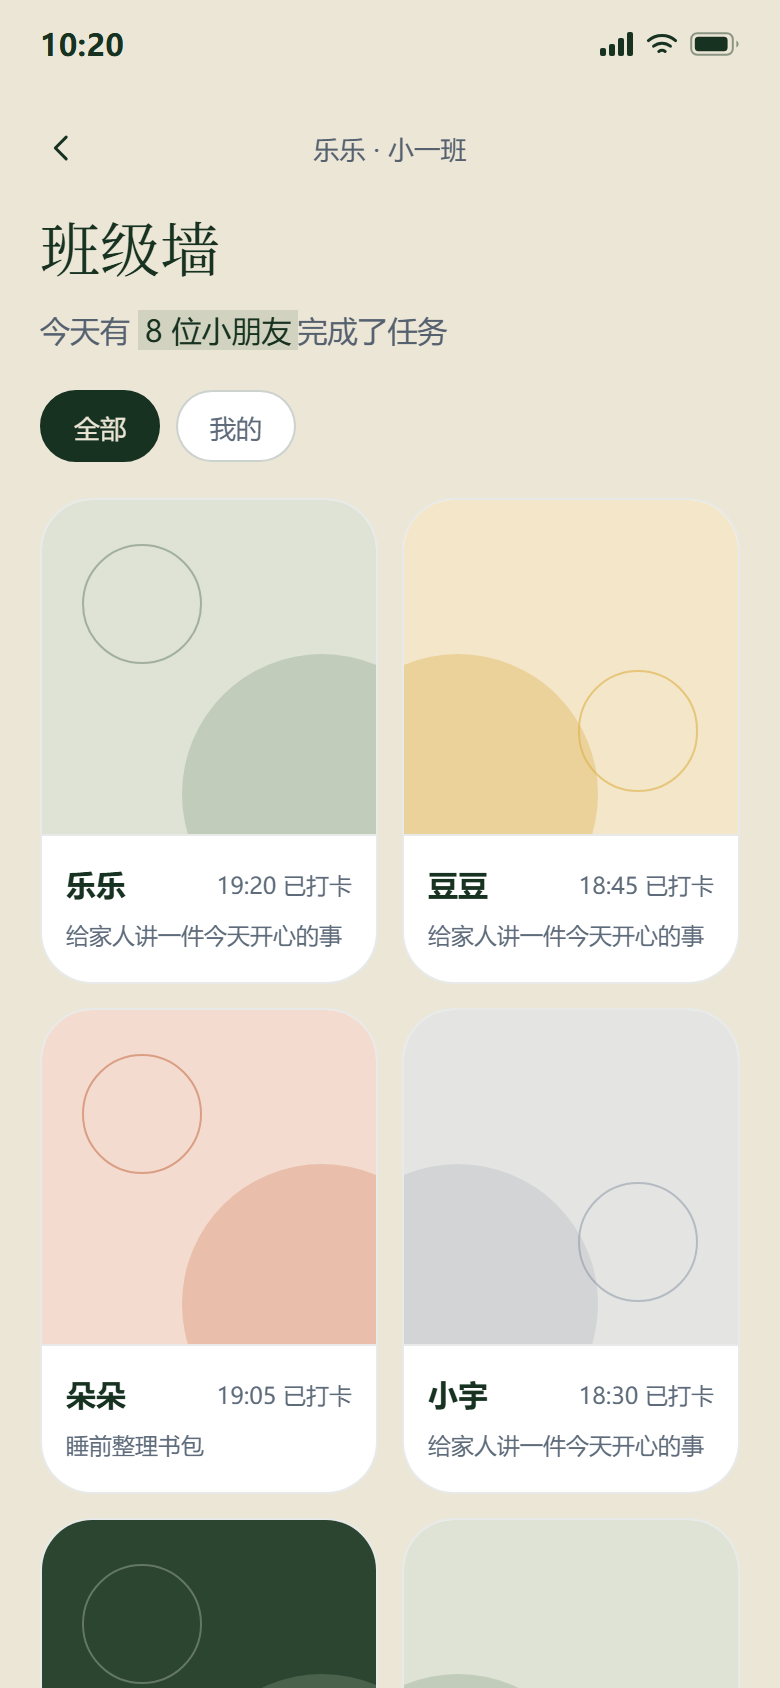 10:20
乐乐 · 小一班
班级墙
今天有 8 位小朋友完成了任务
全部 我的
乐乐 19:20 已打卡
给家人讲一件今天开心的事
豆豆 18:45 已打卡
给家人讲一件今天开心的事
朵朵 19:05 已打卡
睡前整理书包
小宇 18:30 已打卡
给家人讲一件今天开心的事